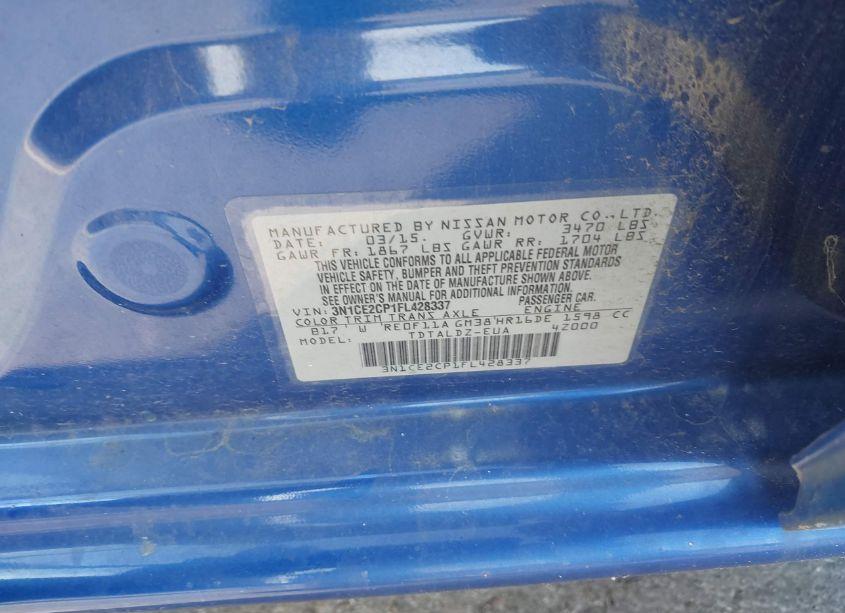 MANUFACTURED BY NISSAN MOTOR CO.,LTD.
DATE: 03/15. GVWR: 3470 LBS
GAWR FR: 1867 LBS GAWR RR: 1704 LBS
THIS VEHICLE CONFORMS TO ALL APPLICABLE FEDERAL MOTOR
VEHICLE SAFETY, BUMPER AND THEFT PREVENTION STANDARDS
IN EFFECT ON THE DATE OF MANUFACTURE SHOWN ABOVE.
SEE OWNER'S MANUAL FOR ADDITIONAL INFORMATION.
VIN: 3N1CE2CP1FL428337 PASSENGER CAR.
COLOR TRIM TRANS AXLE ENGINE
B17 W RE0F11A GM38 HR16DE 1598 CC
MODEL: TDTALDZ-EUA 4Z000
3N1CE2CP1FL428337